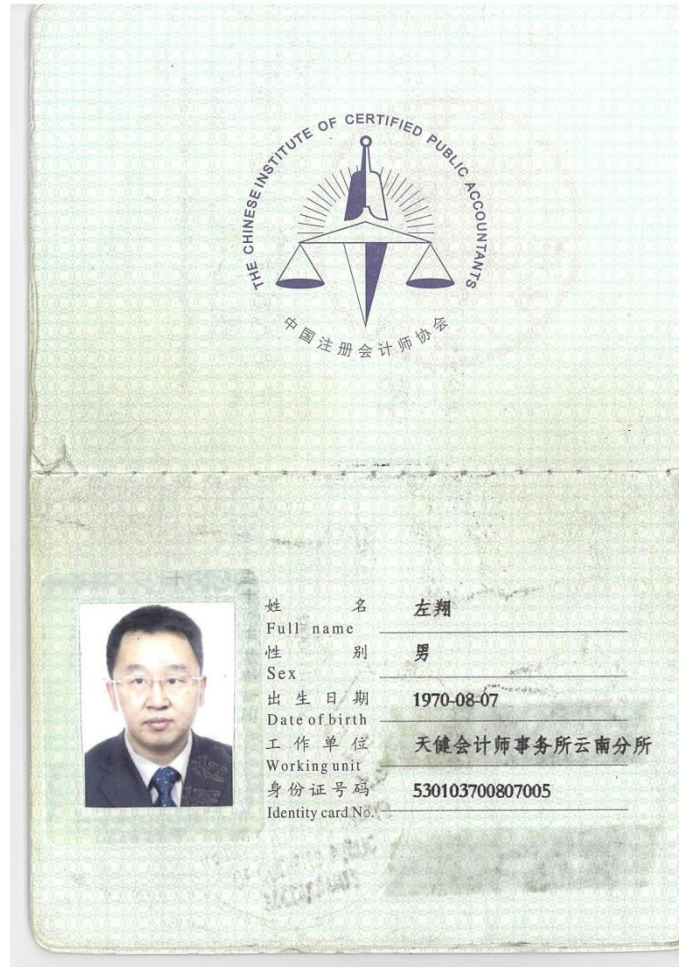 THE CHINESE INSTITUTE OF CERTIFIED PUBLIC ACCOUNTANTS
中国注册会计师协会
姓 名 左翔
Full name
性 别 男
Sex
出生日期 1970-08-07
Date of birth
工作单位 天健会计师事务所云南分所
Working unit
身份证号码 530103700807005
Identity card No.